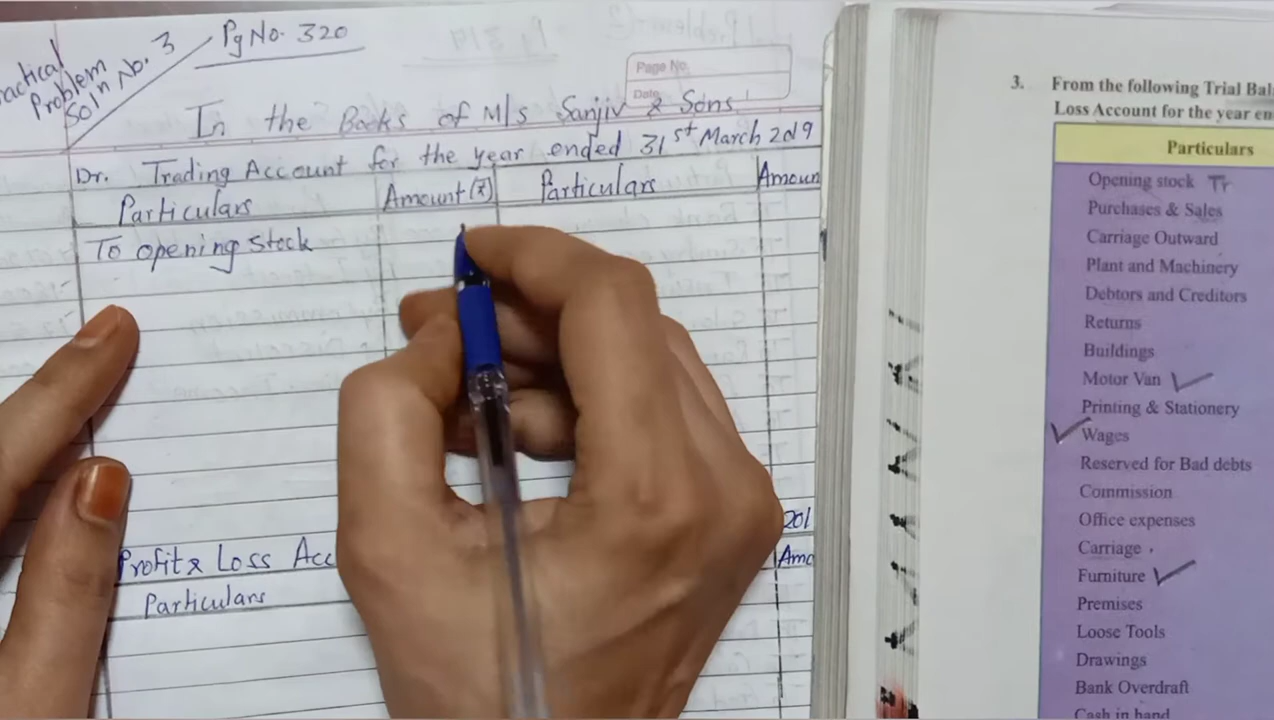 Practical
Problem
Soln No. 3
Pg No. 320
Page No.
Date
In the Books of M/s Sanjiv & Sons
Dr. Trading Account for the year ended 31st March 2019
Particulars Amount (₹) Particulars Amoun
To opening stock
201
Profit & Loss Acc
Amo
Particulars
3. From the following Trial Bal
Loss Account for the year en
Particulars
Opening stock Tr
Purchases & Sales
Carriage Outward
Plant and Machinery
Debtors and Creditors
Returns
Buildings
Motor Van
Printing & Stationery
Wages
Reserved for Bad debts
Commission
Office expenses
Carriage
Furniture
Premises
Loose Tools
Drawings
Bank Overdraft
Cash in hand